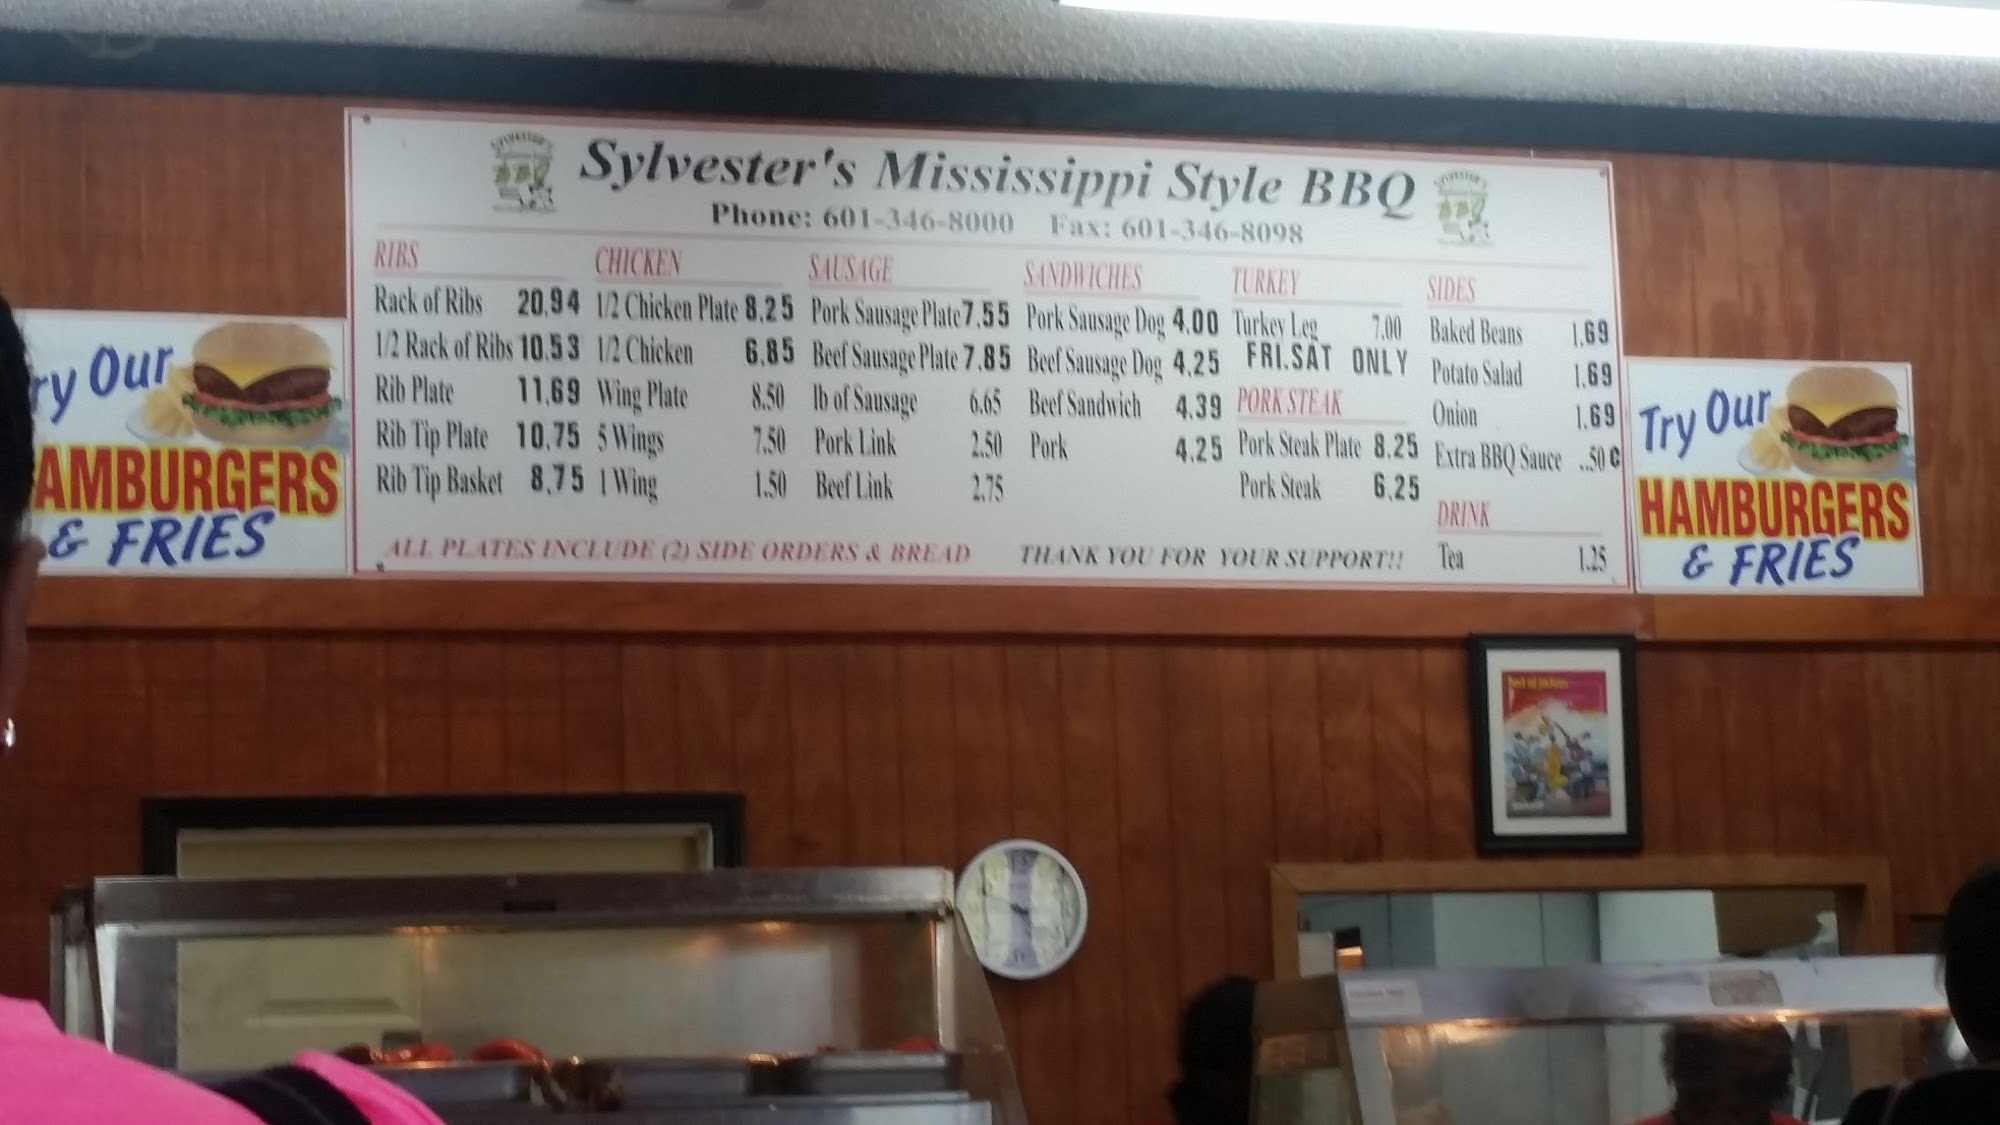 SYLVESTER'S
BBQ
Sylvester's Mississippi Style BBQ
SYLVESTER'S
BBQ
Phone: 601-346-8000 Fax: 601-346-8098
RIBS
Rack of Ribs 20.94
1/2 Rack of Ribs 10.53
Rib Plate 11.69
Rib Tip Plate 10.75
Rib Tip Basket 8.75
CHICKEN
1/2 Chicken Plate 8.25
1/2 Chicken 6.85
Wing Plate 8.50
5 Wings 7.50
1 Wing 1.50
SAUSAGE
Pork Sausage Plate 7.55
Beef Sausage Plate 7.85
lb of Sausage 6.65
Pork Link 2.50
Beef Link 2.75
SANDWICHES
Pork Sausage Dog 4.00
Beef Sausage Dog 4.25
Beef Sandwich 4.39
Pork 4.25
TURKEY
Turkey Leg 7.00
FRI.SAT ONLY
PORK STEAK
Pork Steak Plate 8.25
Pork Steak 6.25
SIDES
Baked Beans 1.69
Potato Salad 1.69
Onion 1.69
Extra BBQ Sauce ..50¢
DRINK
Tea 1.25
ALL PLATES INCLUDE (2) SIDE ORDERS & BREAD THANK YOU FOR YOUR SUPPORT!!
ry Our
AMBURGERS
& FRIES
Try Our
HAMBURGERS
& FRIES
Best of Jackson